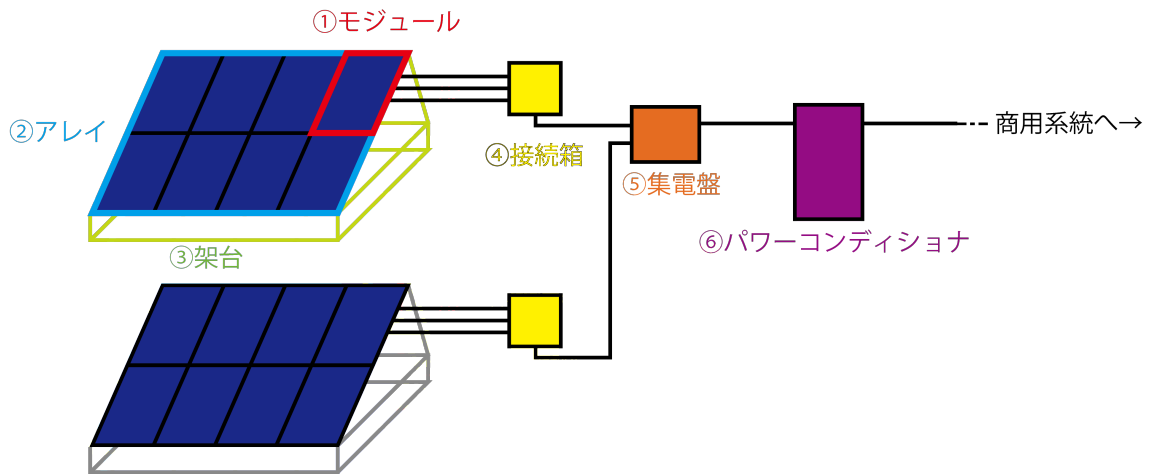 ①モジュール
②アレイ
商用系統へ→
④接続箱
⑤集電盤
⑥パワーコンディショナ
③架台